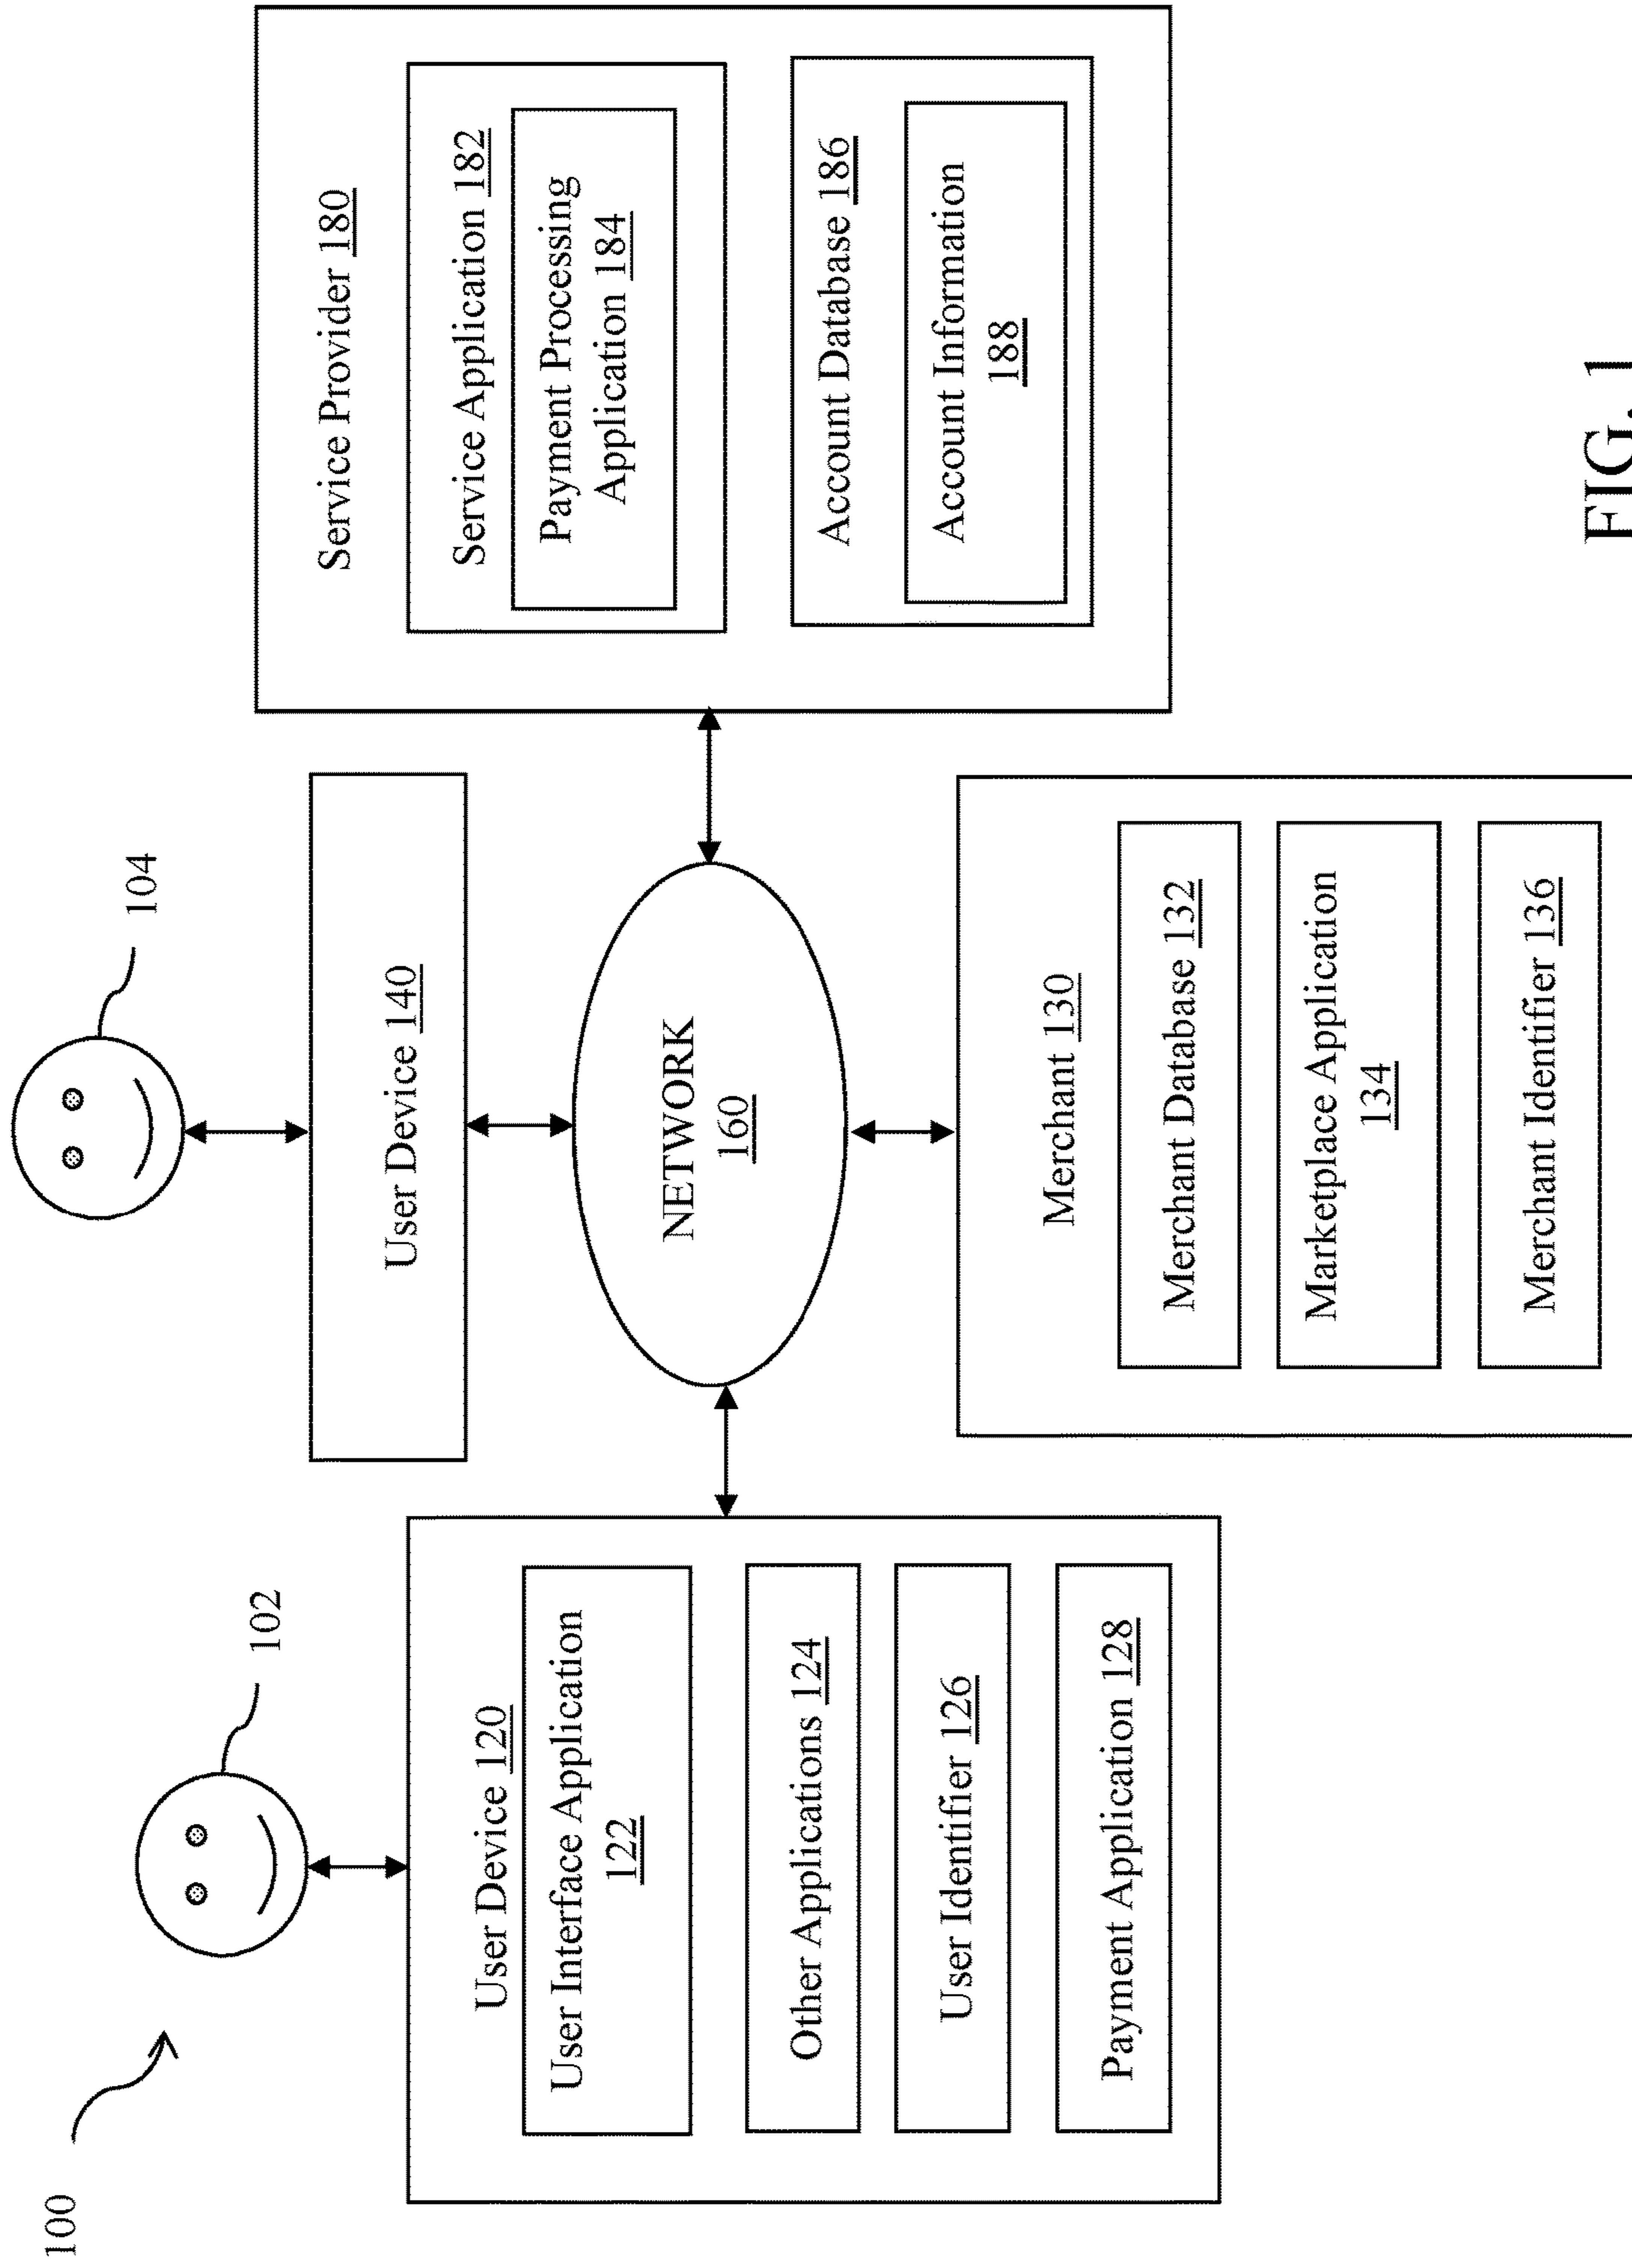 100
102
104
User Device 120
User Interface Application
122
Other Applications 124
User Identifier 126
Payment Application 128
User Device 140
NETWORK
160
Merchant 130
Merchant Database 132
Marketplace Application
134
Merchant Identifier 136
Service Provider 180
Service Application 182
Payment Processing
Application 184
Account Database 186
Account Information
188
FIG. 1